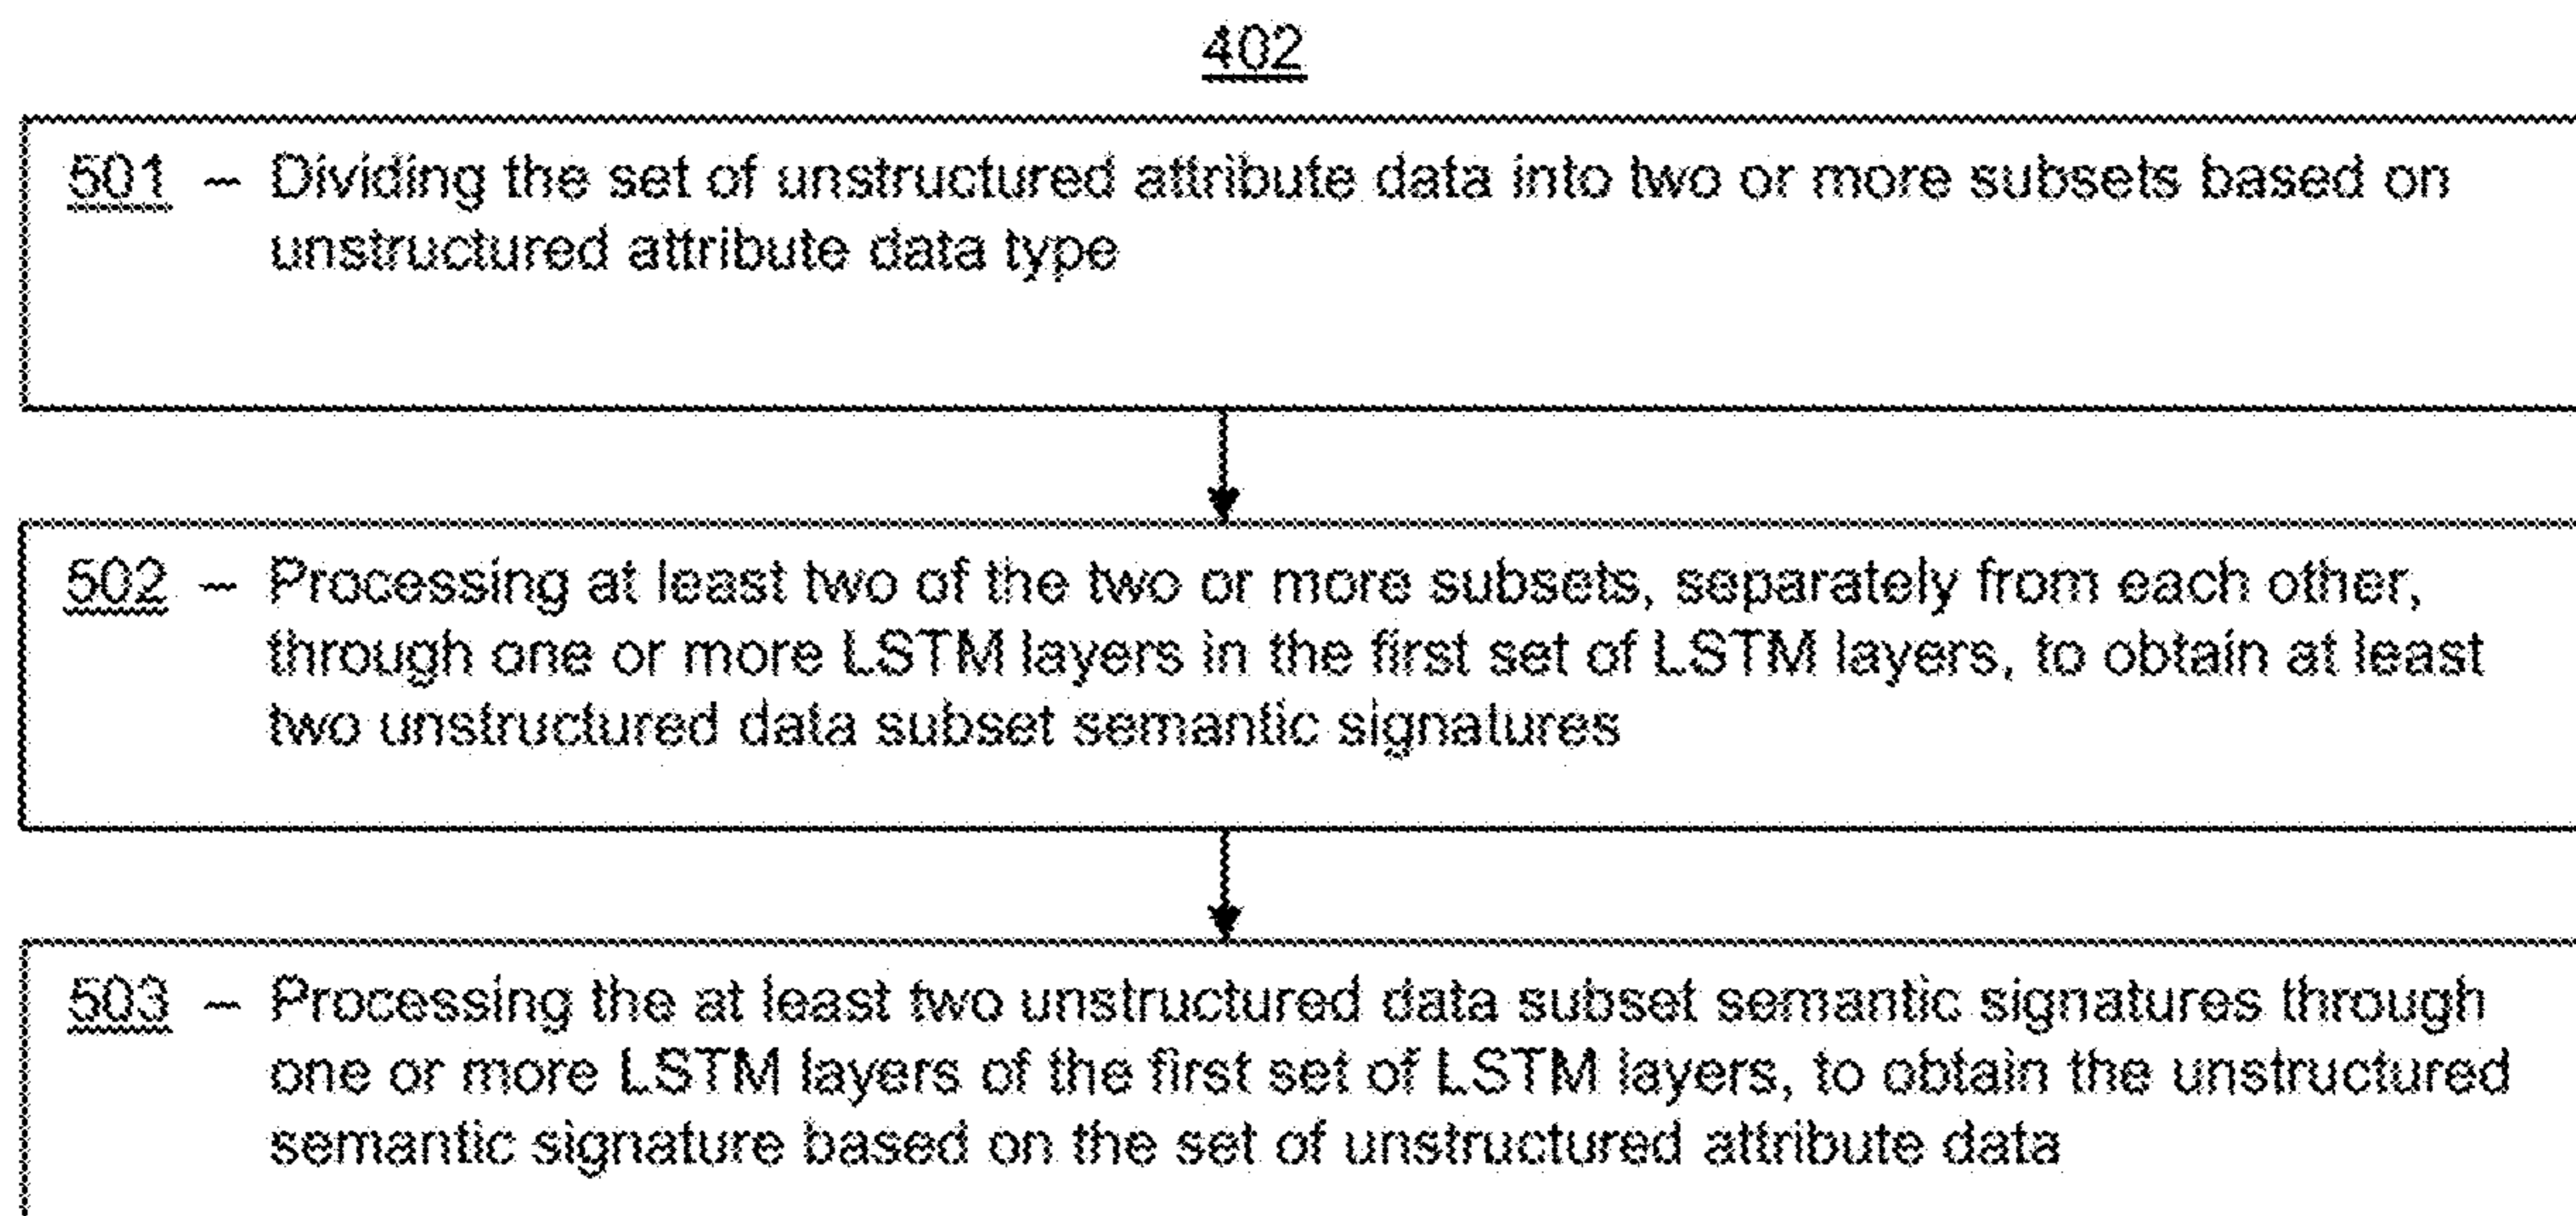 402
501 – Dividing the set of unstructured attribute data into two or more subsets based on
unstructured attribute data type
502 – Processing at least two of the two or more subsets, separately from each other,
through one or more LSTM layers in the first set of LSTM layers, to obtain at least
two unstructured data subset semantic signatures
503 – Processing the at least two unstructured data subset semantic signatures through
one or more LSTM layers of the first set of LSTM layers, to obtain the unstructured
semantic signature based on the set of unstructured attribute data